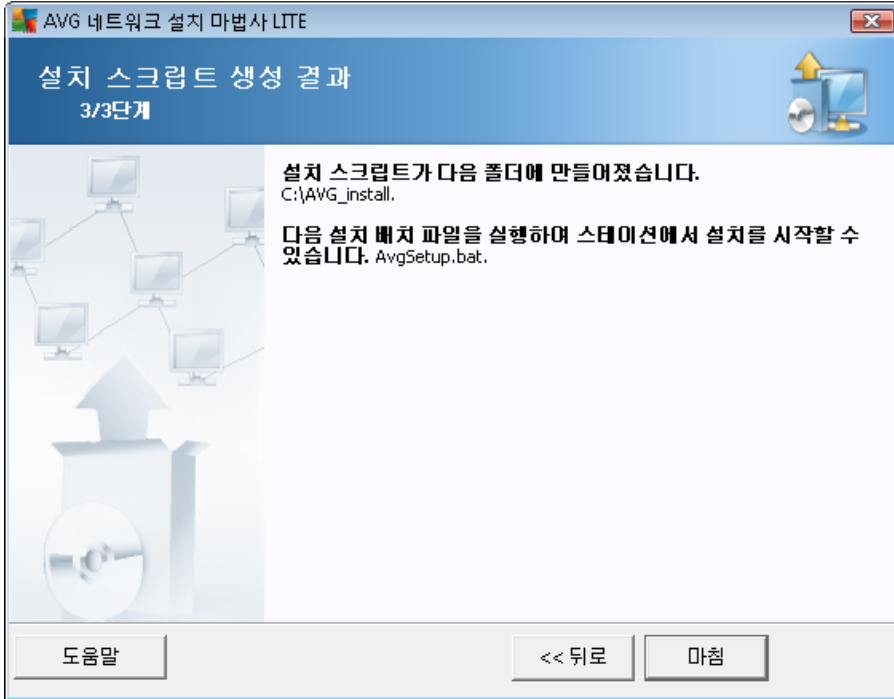 AVG 네트워크 설치 마법사 LITE
설치 스크립트 생성 결과
3/3단계
설치 스크립트가 다음 폴더에 만들어졌습니다.
C:\AVG_install.
다음 설치 배치 파일을 실행하여 스테이션에서 설치를 시작할 수
있습니다. AvgSetup.bat.
도움말
<< 뒤로
마침